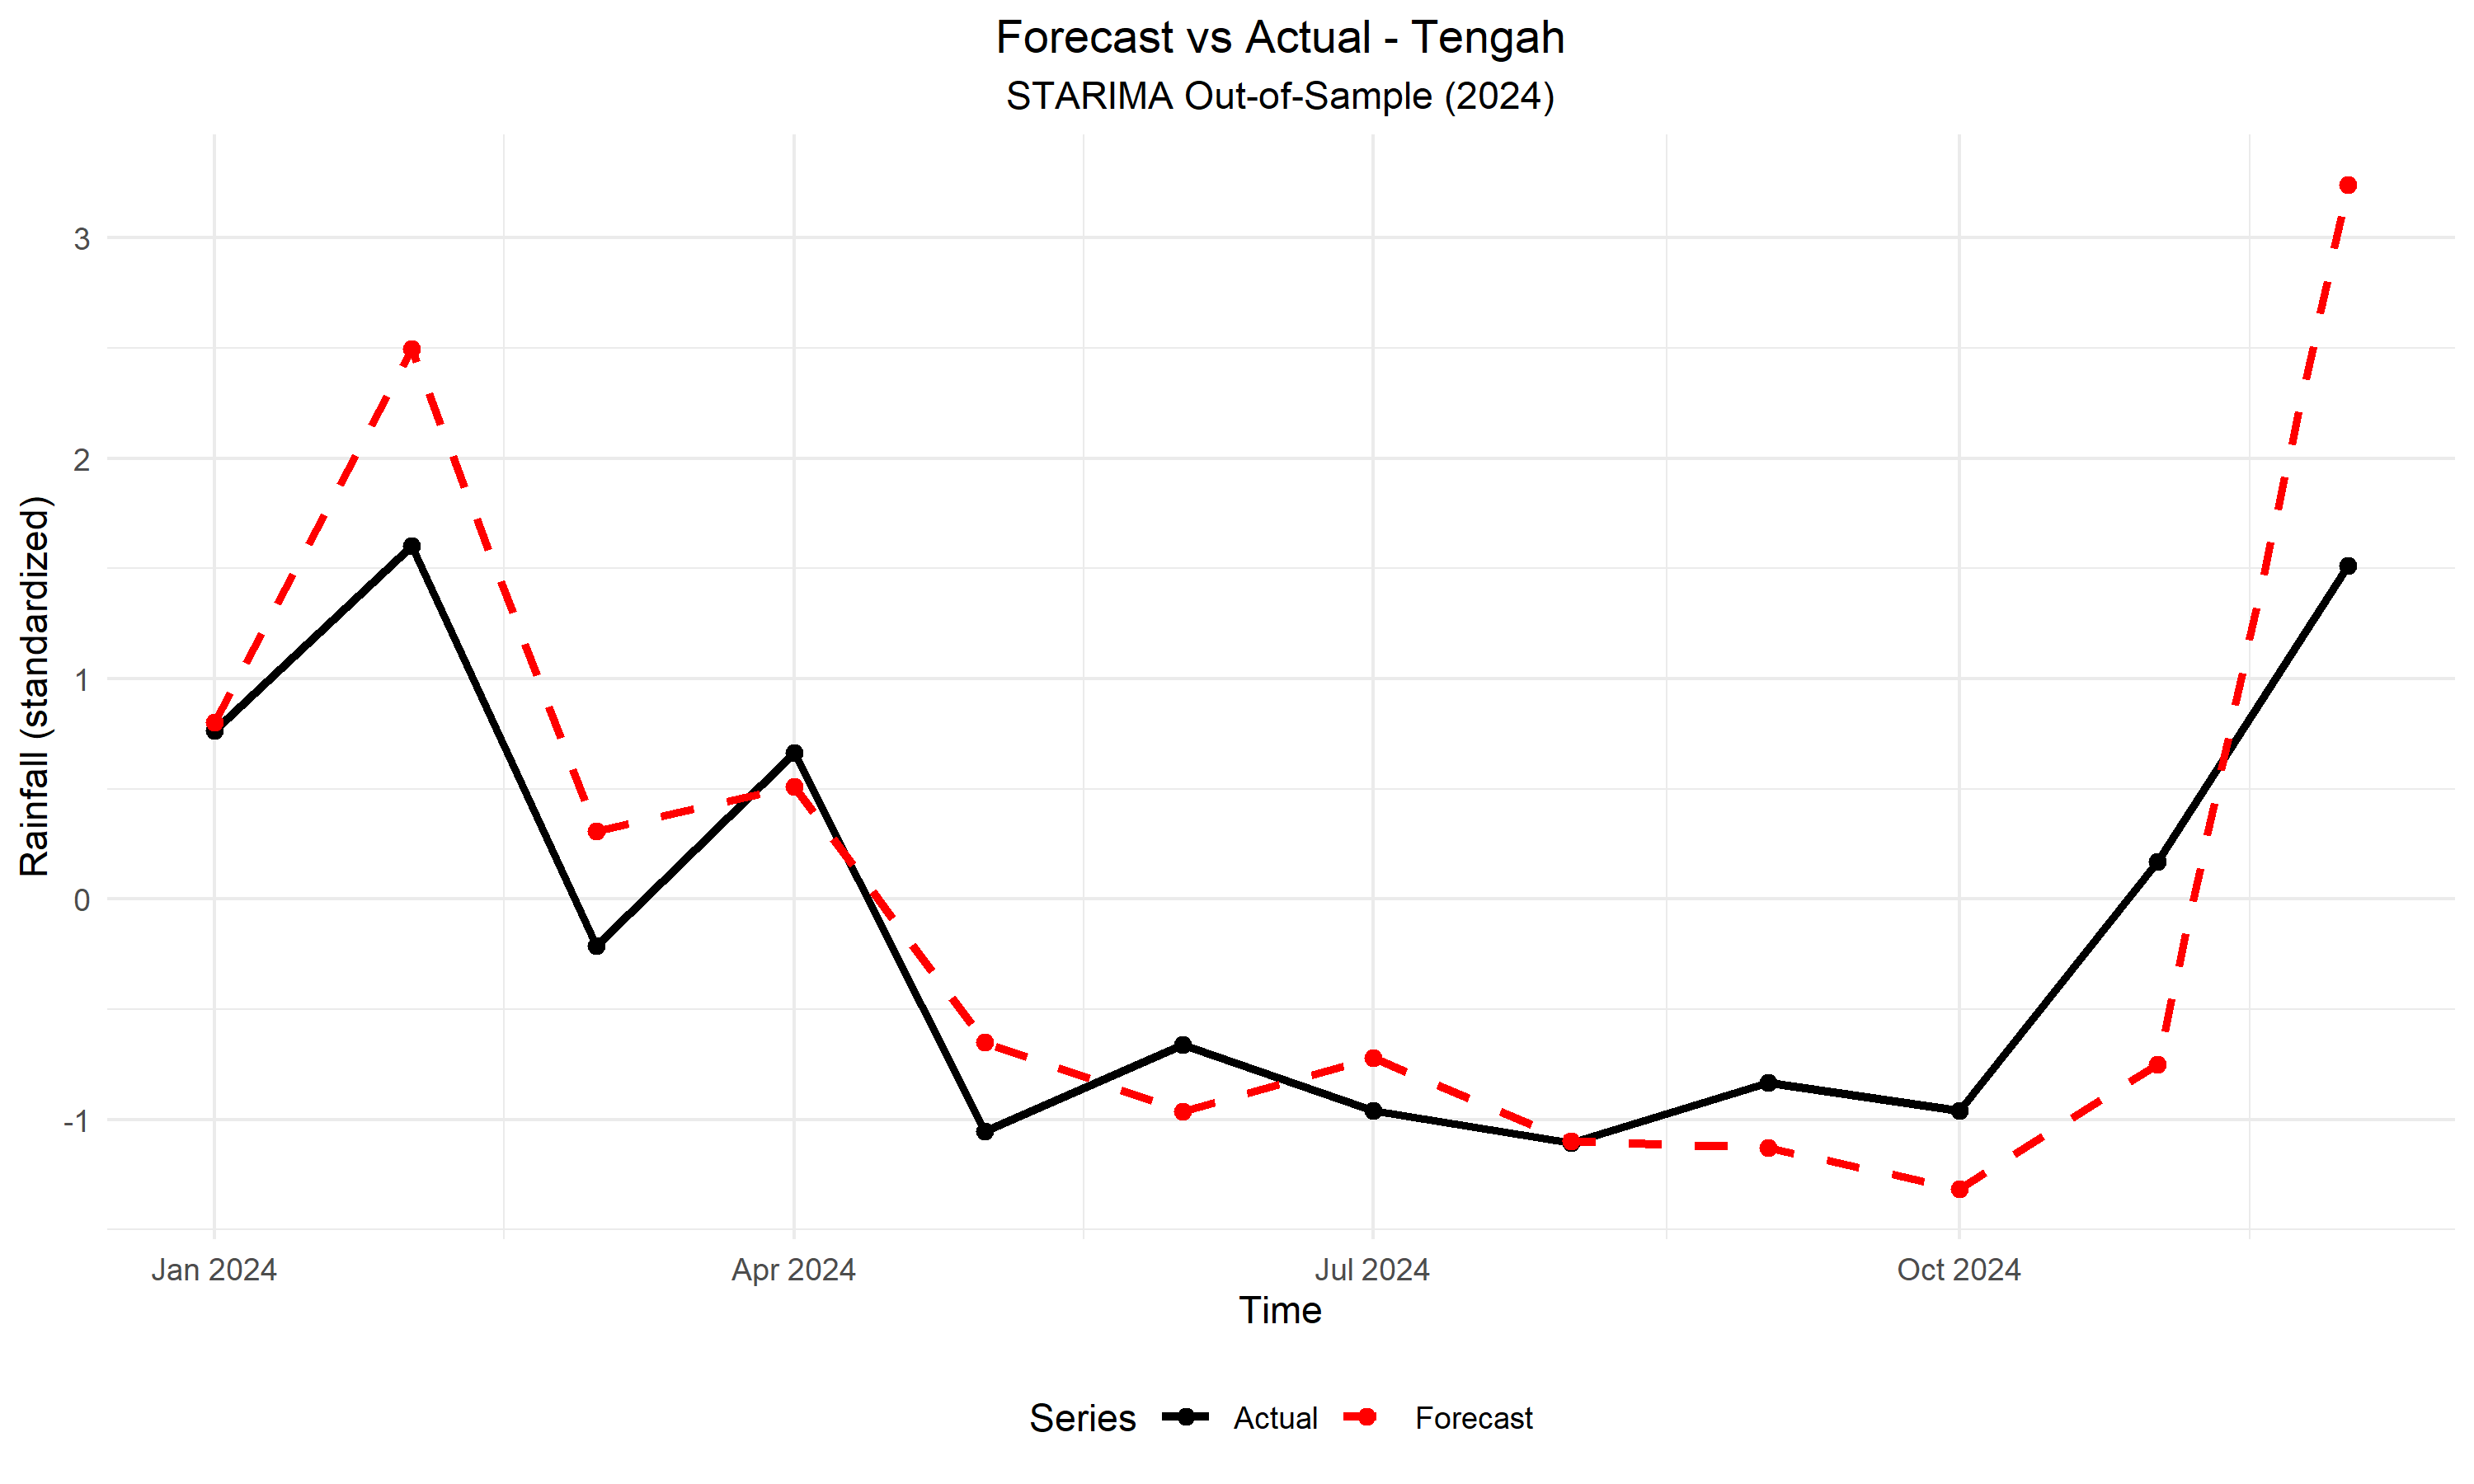 Forecast vs Actual - Tengah
STARIMA Out-of-Sample (2024)
Rainfall (standardized)
3
2
1
0
-1
Jan 2024
Apr 2024
Jul 2024
Oct 2024
Time
Series
Actual
Forecast